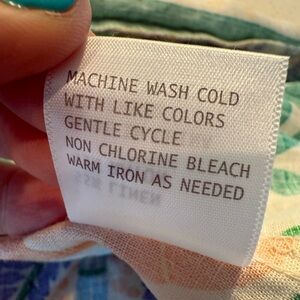 MACHINE WASH COLD
WITH LIKE COLORS
GENTLE CYCLE
NON CHLORINE BLEACH
WARM IRON AS NEEDED